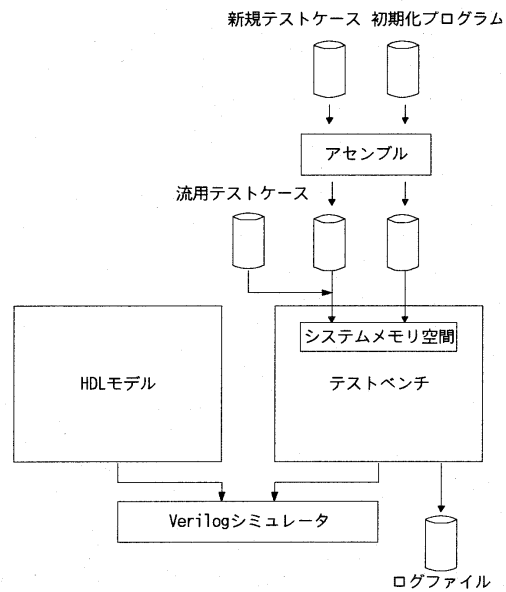 新規テストケース 初期化プログラム
アセンブル
流用テストケース
システムメモリ空間
HDLモデル
テストベンチ
Verilogシミュレータ
ログファイル